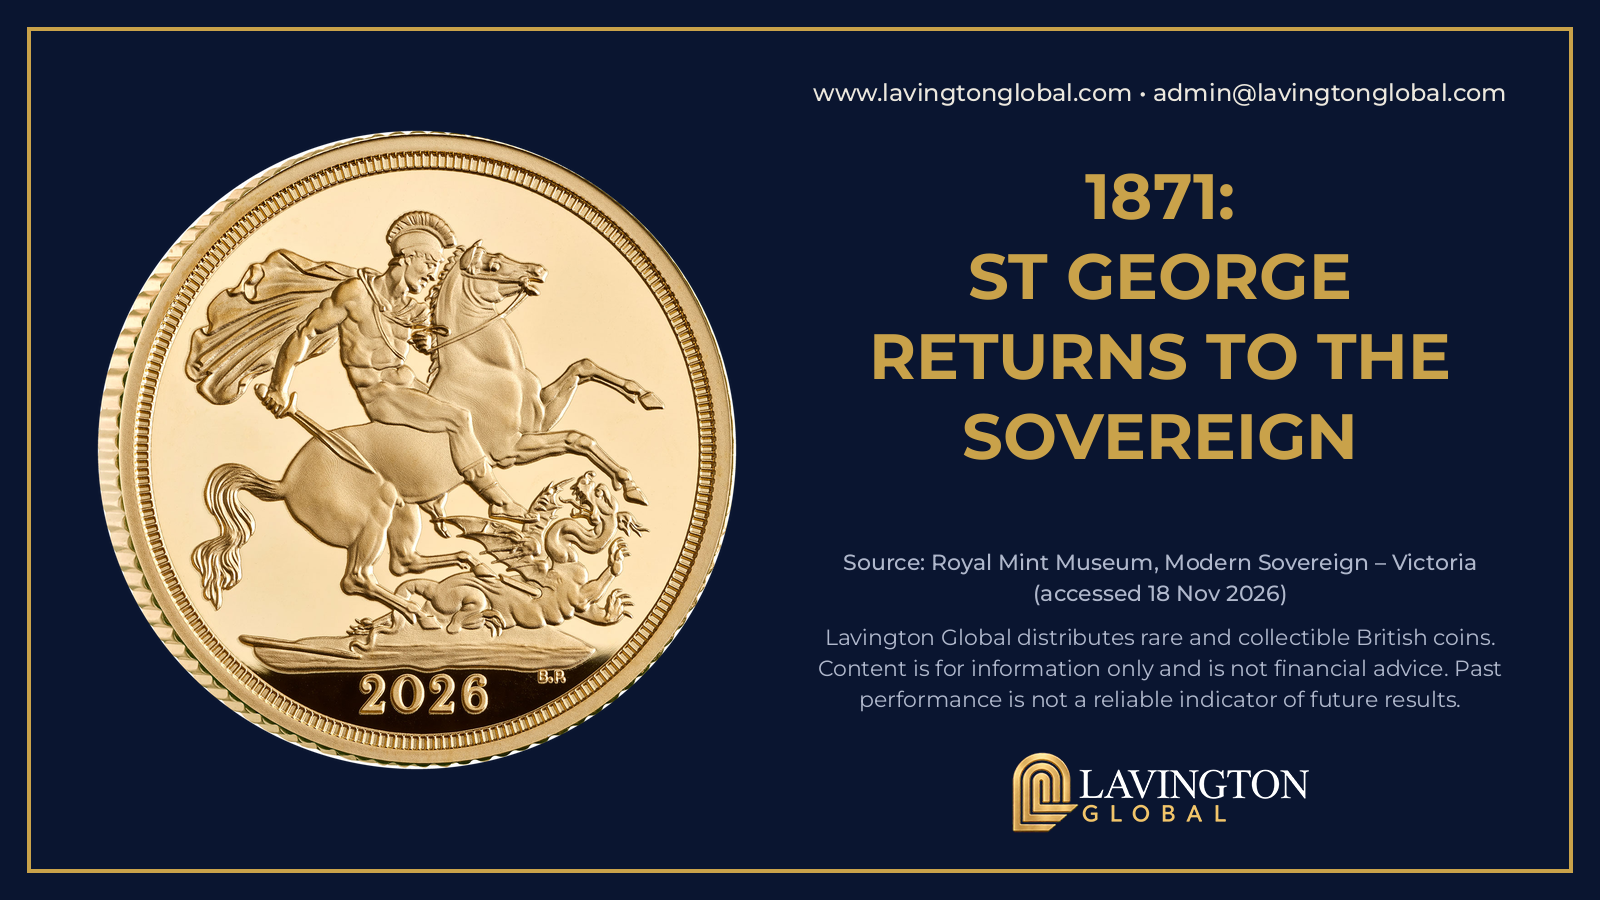 www.lavingtonglobal.com • admin@lavingtonglobal.com
1871:
ST GEORGE
RETURNS TO THE
SOVEREIGN
Source: Royal Mint Museum, Modern Sovereign – Victoria
(accessed 18 Nov 2026)
Lavington Global distributes rare and collectible British coins.
Content is for information only and is not financial advice. Past
performance is not a reliable indicator of future results.
LAVINGTON
GLOBAL
B.P.
2026